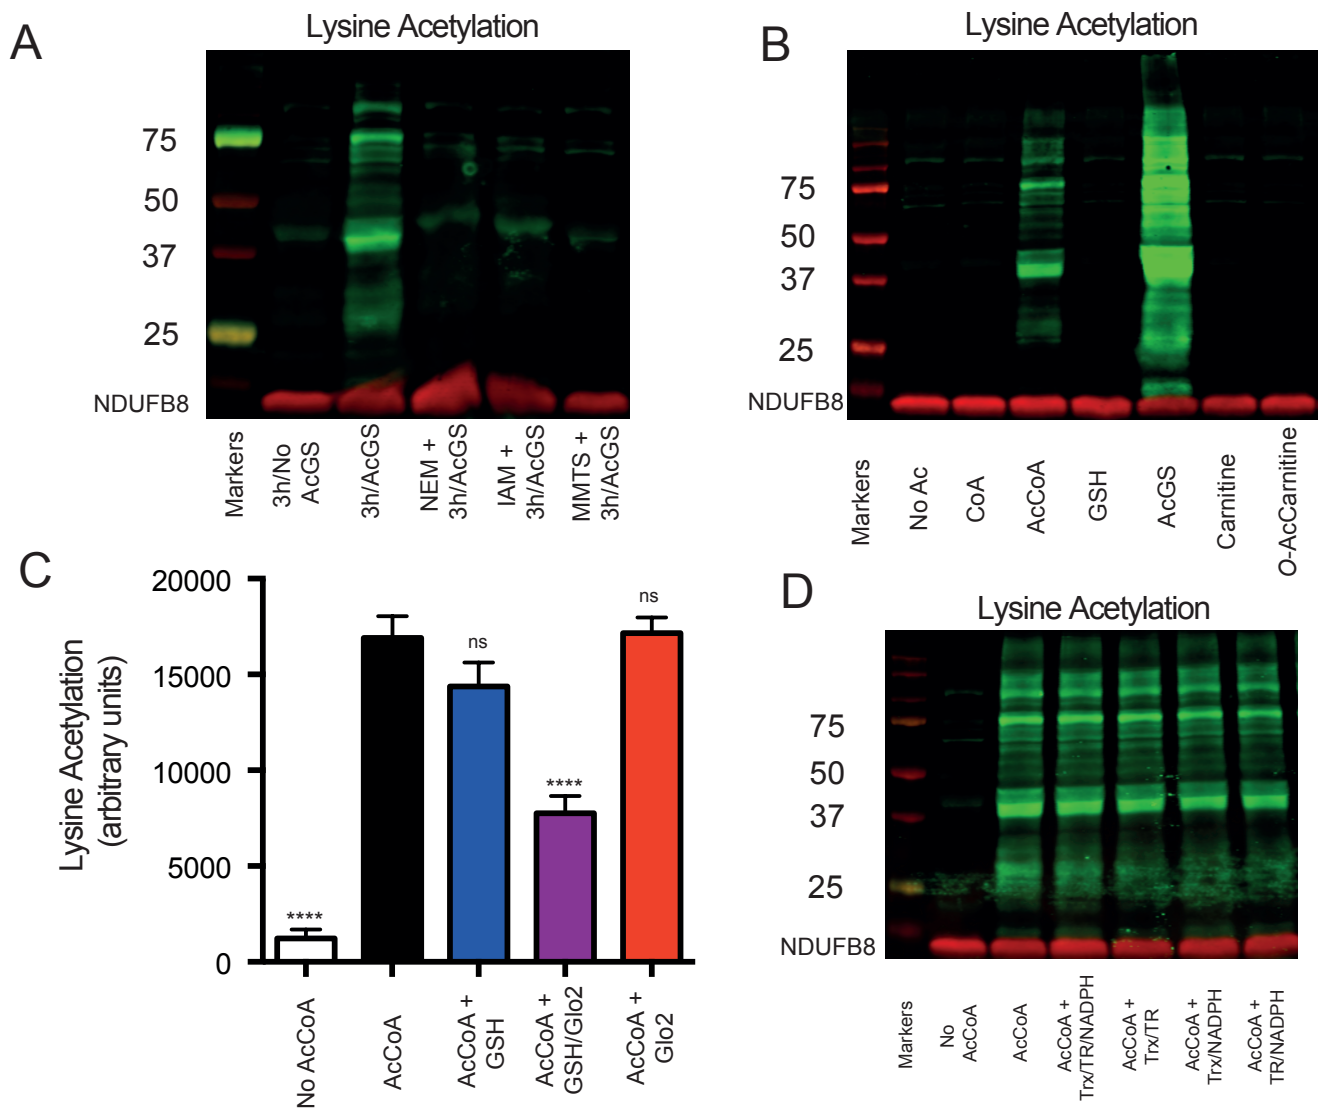 A
Lysine Acetylation
75
50
37
25
NDUFB8
Markers
3h/No
AcGS
3h/AcGS
NEM +
3h/AcGS
IAM +
3h/AcGS
MMTS +
3h/AcGS
B
Lysine Acetylation
75
50
37
25
NDUFB8
Markers
No Ac
CoA
AcCoA
GSH
AcGS
Carnitine
O-AcCarnitine
C
Lysine Acetylation
(arbitrary units)
20000
15000
10000
5000
0
****
ns
****
ns
No AcCoA
AcCoA
AcCoA +
GSH
AcCoA +
GSH/Glo2
AcCoA +
Glo2
D
Lysine Acetylation
75
50
37
25
NDUFB8
Markers
No
AcCoA
AcCoA
AcCoA +
Trx/TR/NADPH
AcCoA +
Trx/TR
AcCoA +
Trx/NADPH
AcCoA +
TR/NADPH